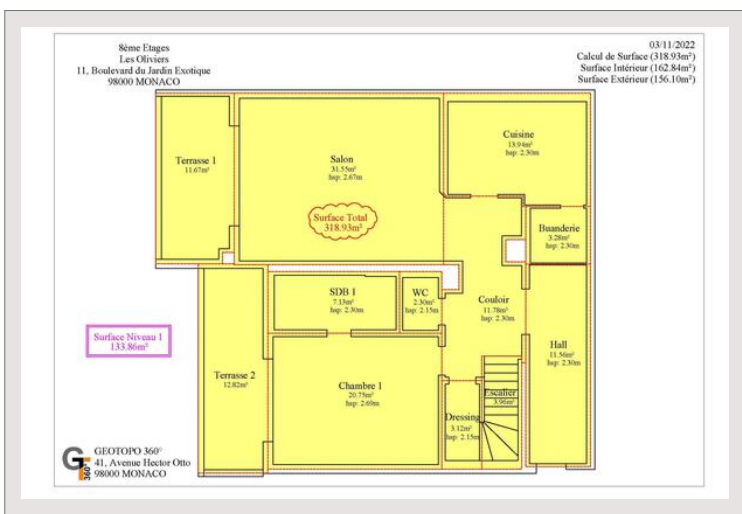 8ème Etages
Les Oliviers
11, Boulevard du Jardin Exotique
98000 MONACO
03/11/2022
Calcul de Surface (318.93m²)
Surface Intérieur (162.84m²)
Surface Extérieur (156.10m²)
Terrasse 1
11.67m²
Salon
31.55m²
hsp: 2.67m
Cuisine
13.94m²
hsp: 2.30m
Surface Total
318.93m²
Buanderie
3.28m²
hsp: 2.30m
SDB 1
7.13m²
hsp: 2.30m
WC
2.30m²
hsp: 2.15m
Couloir
11.78m²
hsp: 2.30m
Surface Niveau 1
133.86m²
Hall
11.56m²
hsp: 2.30m
Terrasse 2
12.82m²
Chambre 1
20.75m²
hsp: 2.69m
Escalier
3.96m²
Dressing
3.12m²
hsp: 2.15m
GT
360°
GEOTOPO 360°
41, Avenue Hector Otto
98000 MONACO